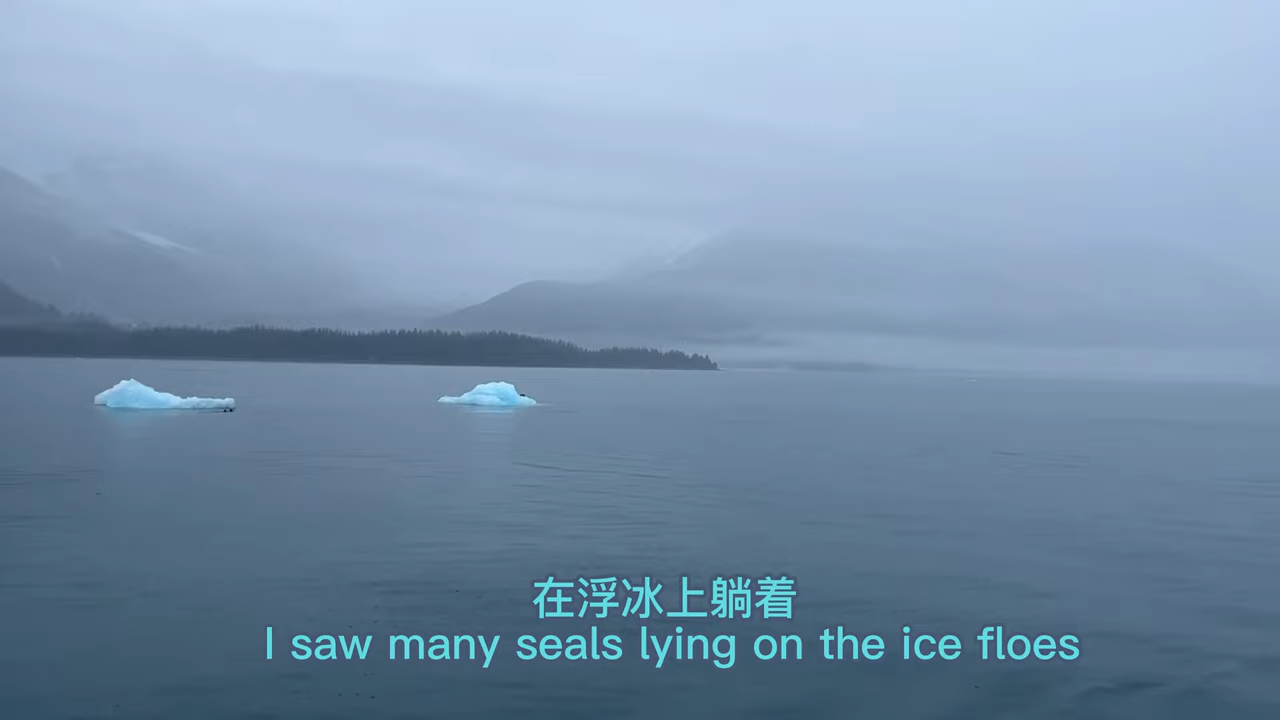 在浮冰上躺着
I saw many seals lying on the ice floes